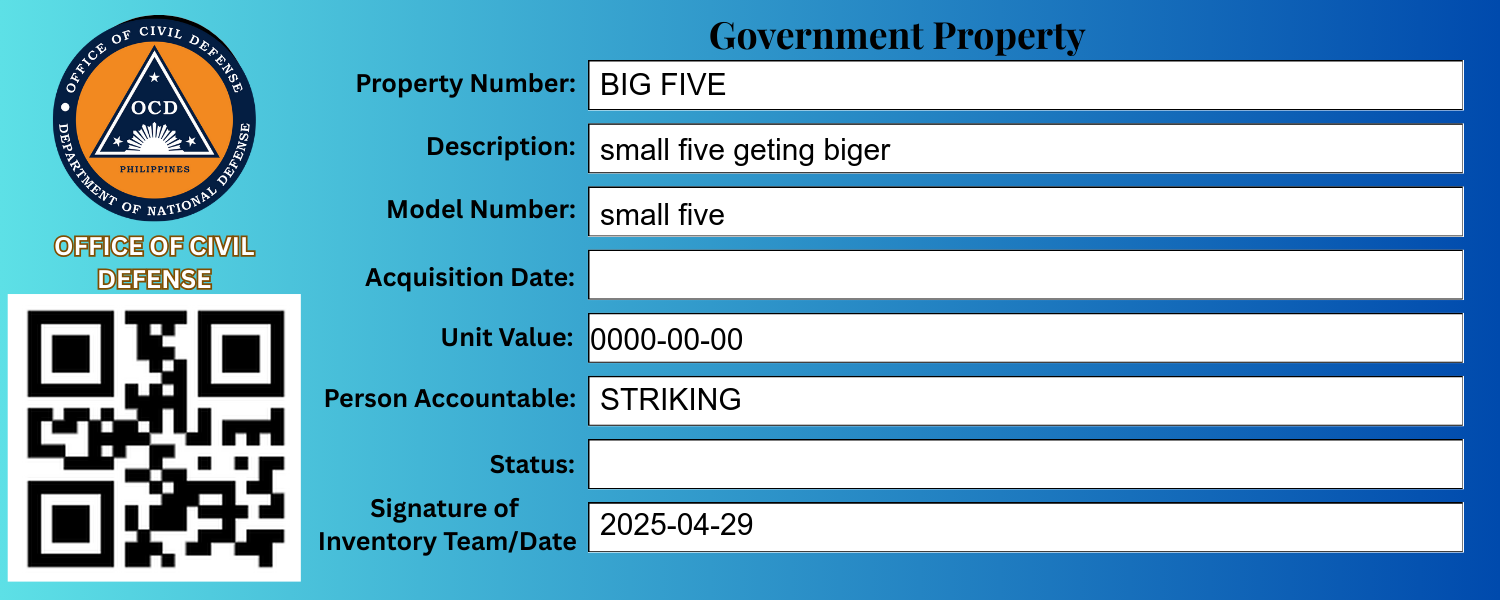 OFFICE OF CIVIL DEFENSE
DEPARTMENT OF NATIONAL DEFENSE
OCD
PHILIPPINES
OFFICE OF CIVIL
DEFENSE
Government Property
Property Number: BIG FIVE
Description: small five geting biger
Model Number: small five
Acquisition Date:
Unit Value: 0000-00-00
Person Accountable: STRIKING
Status:
Signature of
Inventory Team/Date 2025-04-29